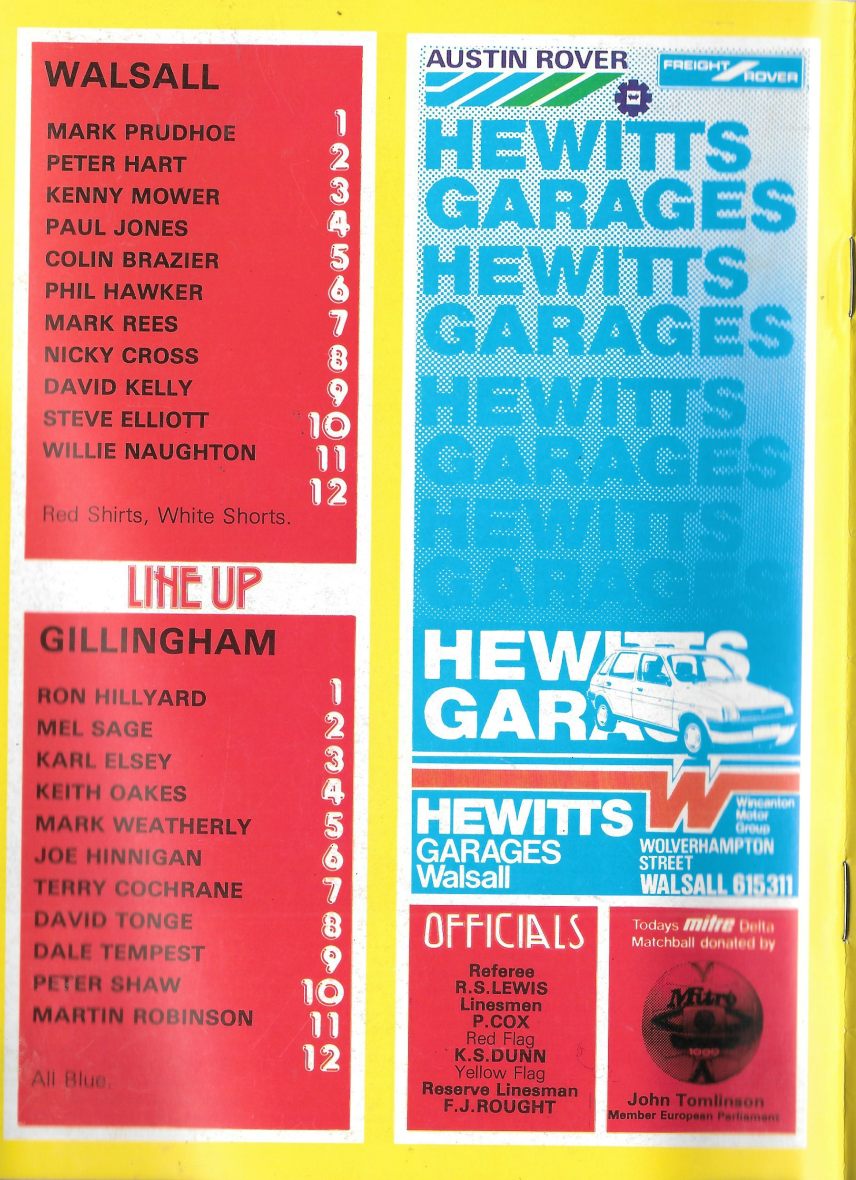 WALSALL
MARK PRUDHOE 1
PETER HART 2
KENNY MOWER 3
PAUL JONES 4
COLIN BRAZIER 5
PHIL HAWKER 6
MARK REES 7
NICKY CROSS 8
DAVID KELLY 9
STEVE ELLIOTT 10
WILLIE NAUGHTON 11
12
Red Shirts, White Shorts.
LINE UP
GILLINGHAM
RON HILLYARD 1
MEL SAGE 2
KARL ELSEY 3
KEITH OAKES 4
MARK WEATHERLY 5
JOE HINNIGAN 6
TERRY COCHRANE 7
DAVID TONGE 8
DALE TEMPEST 9
PETER SHAW 10
MARTIN ROBINSON 11
12
All Blue.
AUSTIN ROVER
FREIGHT ROVER
HEWITTS
GARAGES
HEWITTS
GARAGES
HEWITTS
GARAGES
HEWITTS
GARAGES
HEWITTS
GARA
HEWITTS
GARAGES
Walsall
W
Wincanton
Motor
Group
WOLVERHAMPTON
STREET
WALSALL 615311
OFFICIALS
Referee
R.S.LEWIS
Linesmen
P.COX
Red Flag
K.S.DUNN
Yellow Flag
Reserve Linesman
F.J.ROUGHT
Todays mitre Delta
Matchball donated by
Mitre
1000
John Tomlinson
Member European Parliament